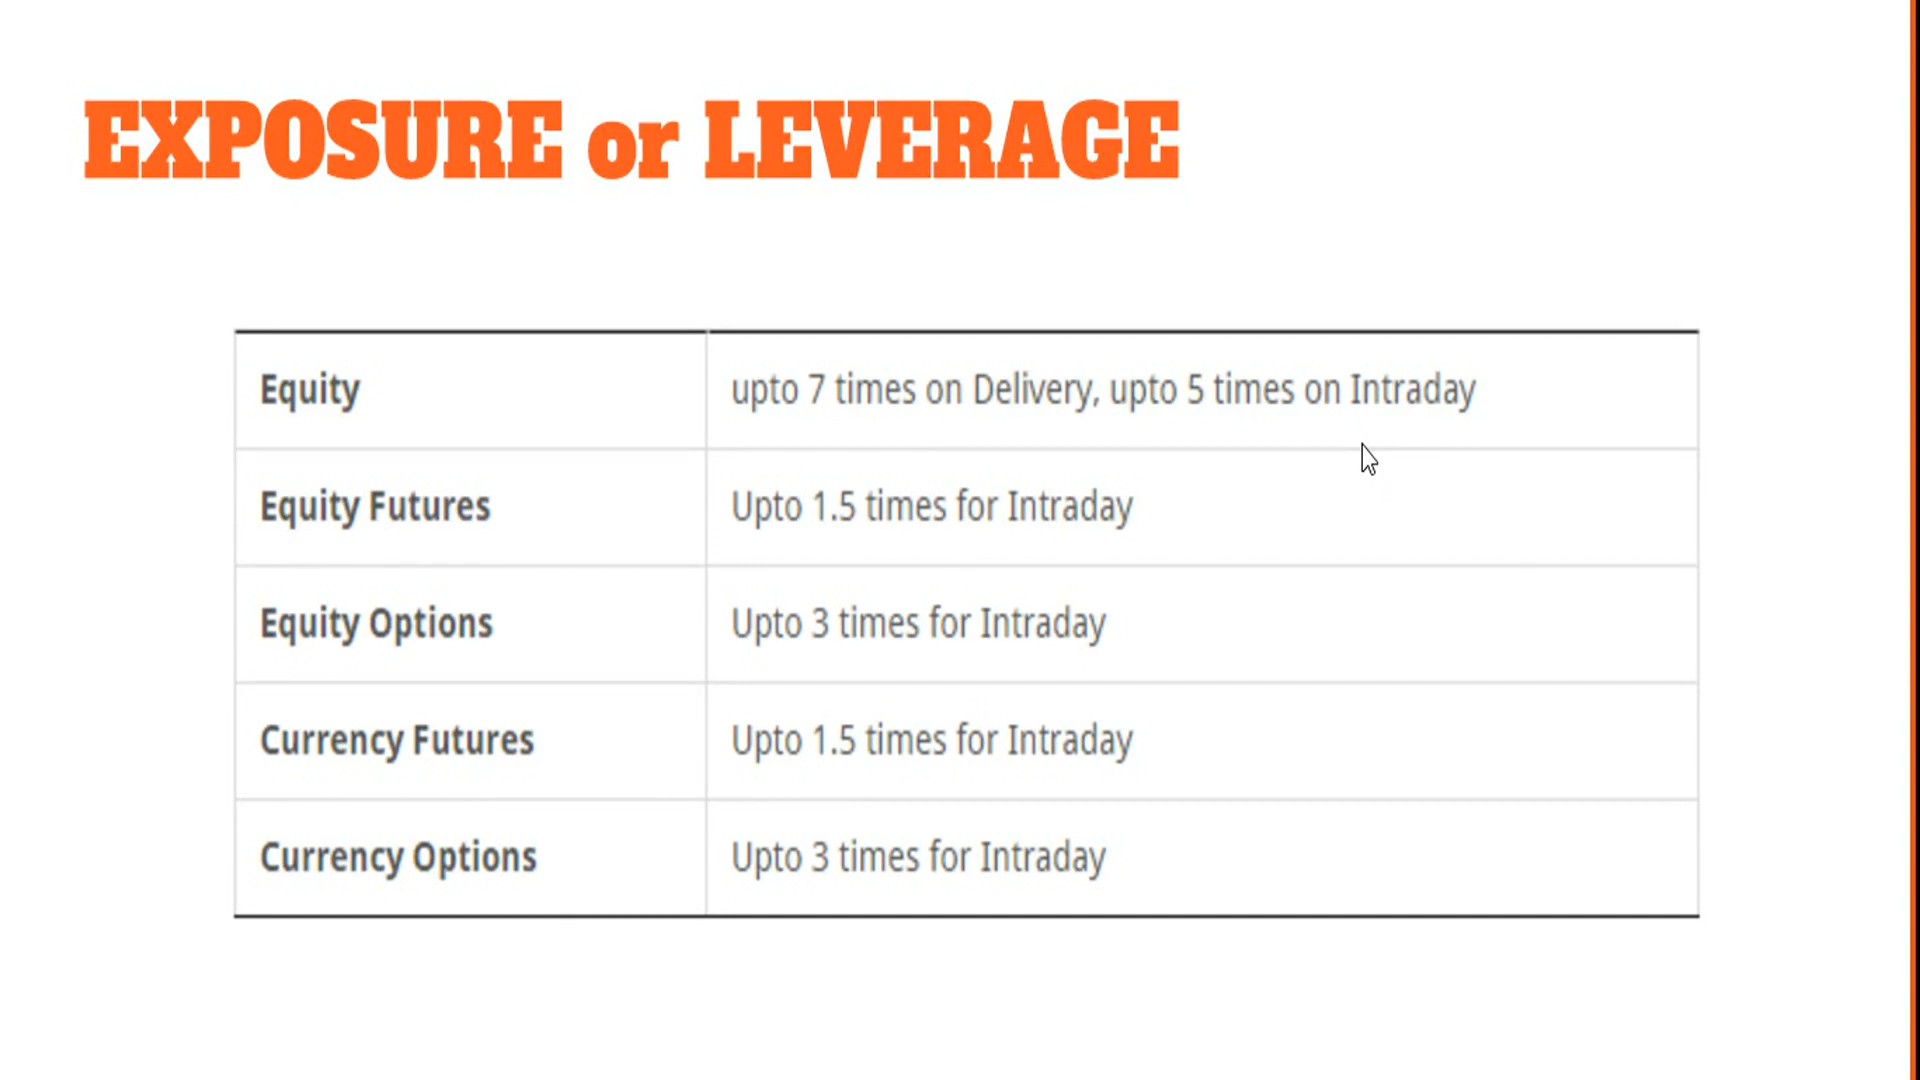 EXPOSURE or LEVERAGE
Equity upto 7 times on Delivery, upto 5 times on Intraday
Equity Futures Upto 1.5 times for Intraday
Equity Options Upto 3 times for Intraday
Currency Futures Upto 1.5 times for Intraday
Currency Options Upto 3 times for Intraday